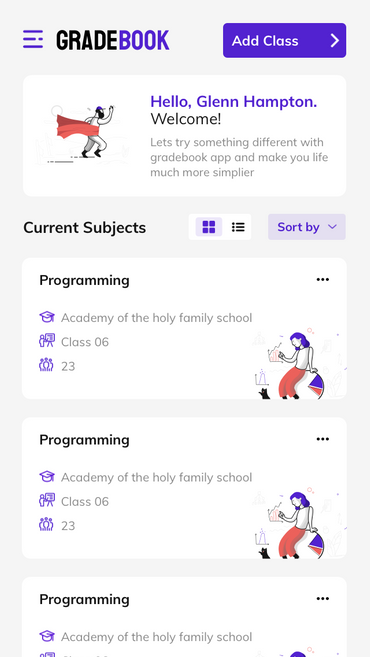 GRADEBOOK
Add Class
Hello, Glenn Hampton.
Welcome!
Lets try something different with
gradebook app and make you life
much more simplier
Current Subjects
Sort by
Programming
Academy of the holy family school
Class 06
23
Programming
Academy of the holy family school
Class 06
23
Programming
Academy of the holy family school